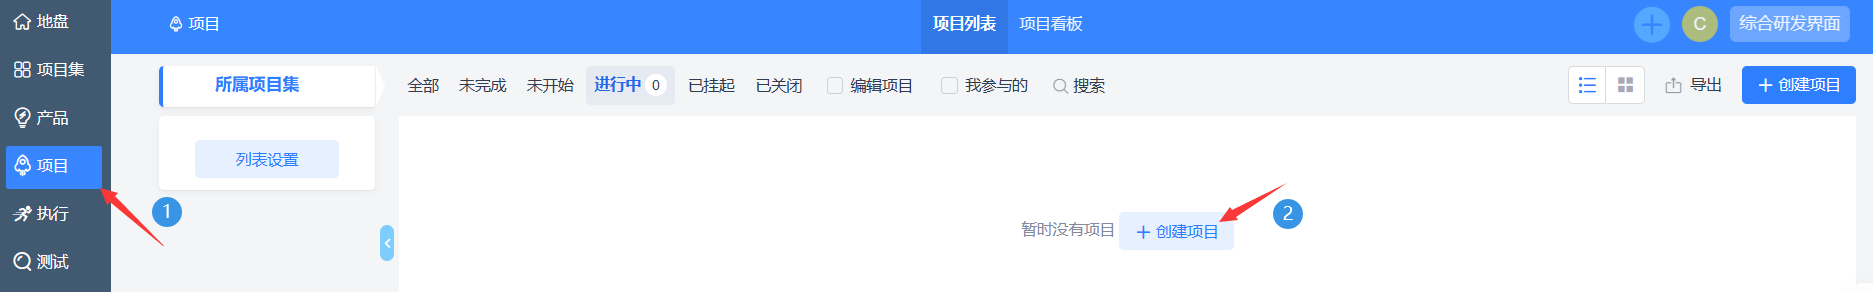 地盘
项目集
产品
项目
执行
测试
项目
项目列表 项目看板
C 综合研发界面
所属项目集
列表设置
全部 未完成 未开始 进行中 0 已挂起 已关闭 编辑项目 我参与的 搜索
导出 + 创建项目
暂时没有项目 + 创建项目
1
2